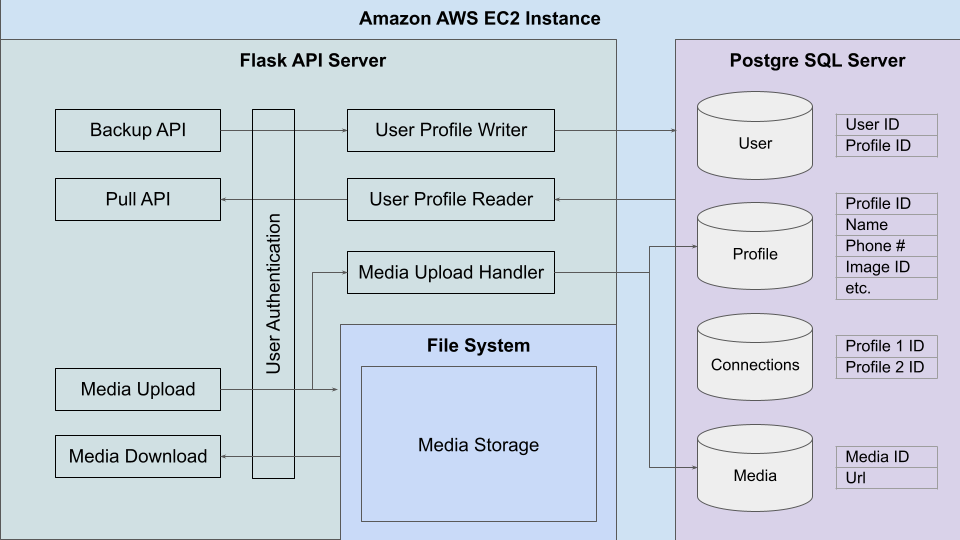 Amazon AWS EC2 Instance
Flask API Server
Backup API
User Profile Writer
Pull API
User Profile Reader
User Authentication
Media Upload Handler
Media Upload
Media Download
File System
Media Storage
Postgre SQL Server
User
User ID
Profile ID
Profile
Profile ID
Name
Phone #
Image ID
etc.
Connections
Profile 1 ID
Profile 2 ID
Media
Media ID
Url